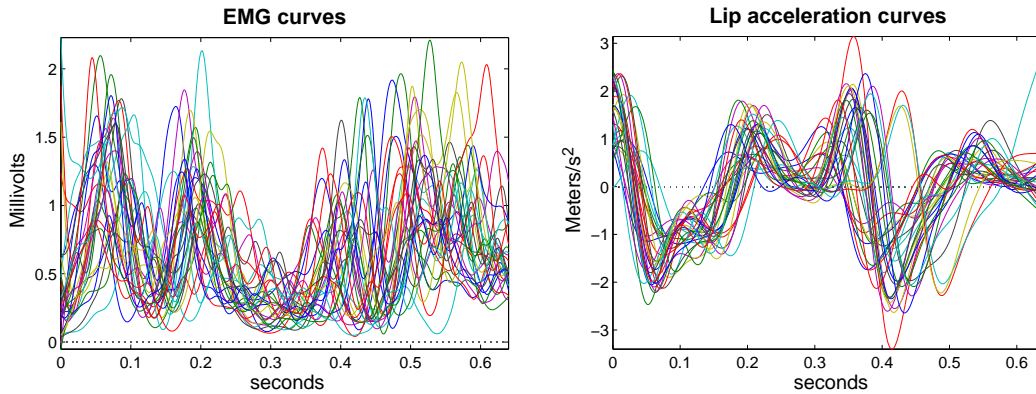 EMG curves
Millivolts
2
1.5
1
0.5
0
0 0.1 0.2 0.3 0.4 0.5 0.6
seconds
Lip acceleration curves
Meters/s²
3
2
1
0
−1
−2
−3
0 0.1 0.2 0.3 0.4 0.5 0.6
seconds